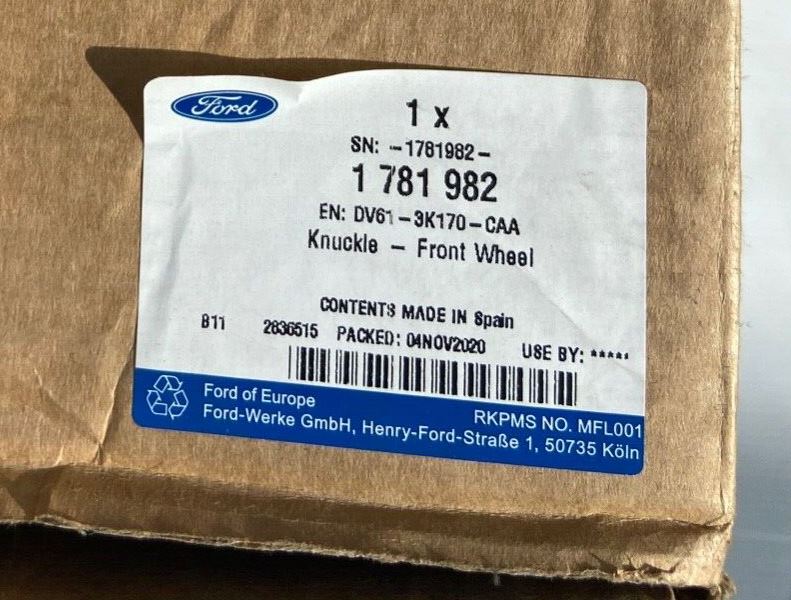 Ford
1 x
SN: -1781982-
1 781 982
EN: DV61-3K170-CAA
Knuckle - Front Wheel
CONTENTS MADE IN Spain
B11 2836515 PACKED: 04NOV2020 USE BY: *****
RKPMS NO. MFL001
Ford of Europe
Ford-Werke GmbH, Henry-Ford-Straße 1, 50735 Köln